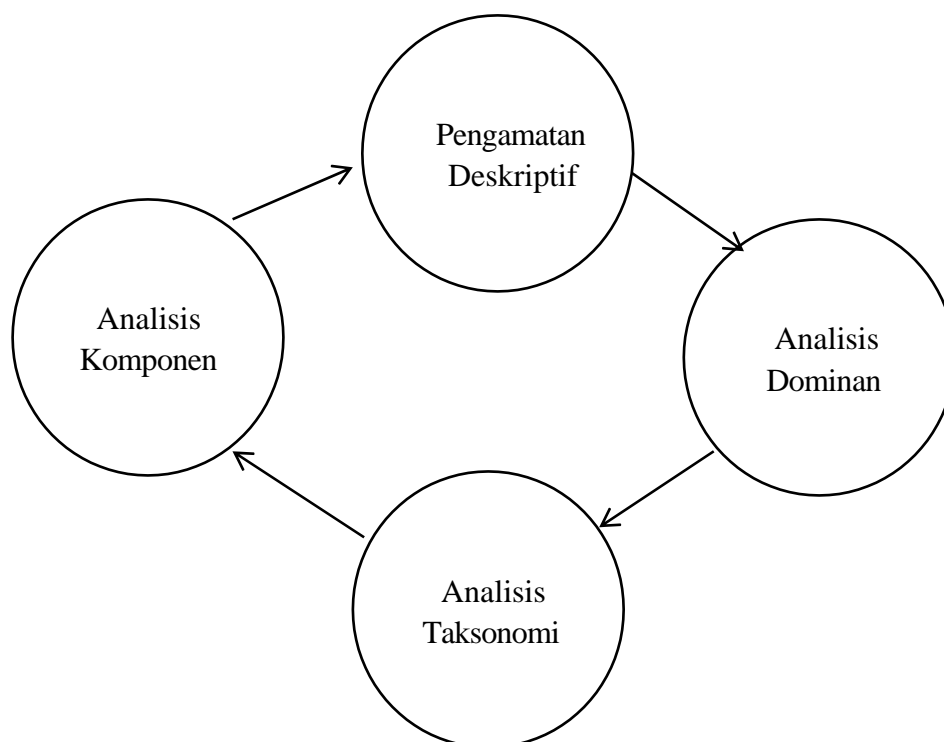 Pengamatan
Deskriptif
Analisis
Dominan
Analisis
Taksonomi
Analisis
Komponen